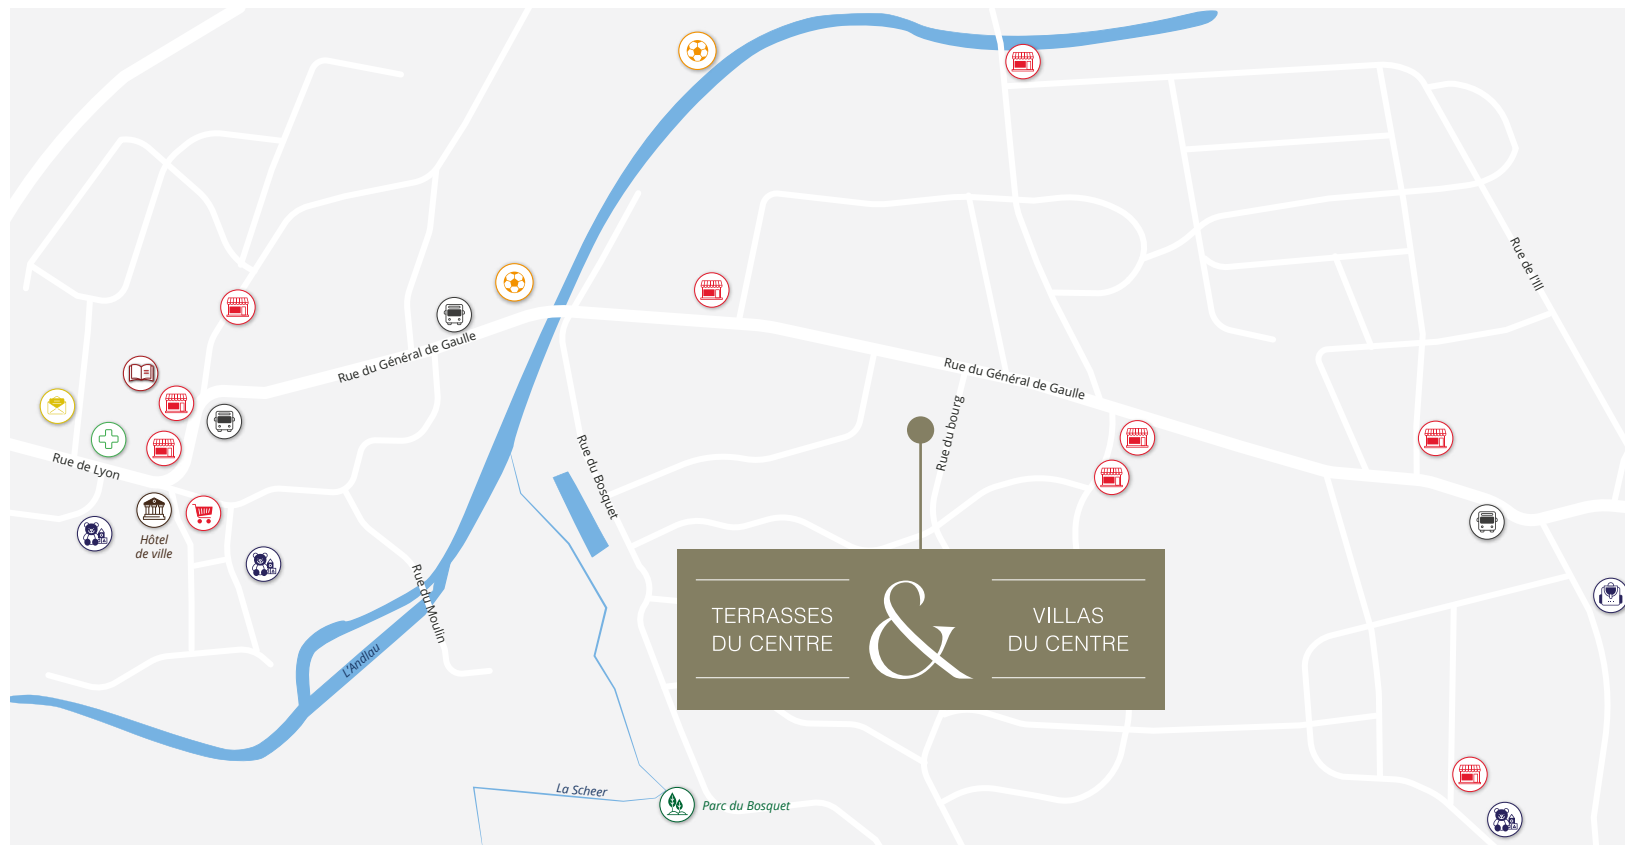 Rue de l'Ill
Rue du Général de Gaulle
Rue du Général de Gaulle
Rue du bourg
Rue du Bosquet
Rue de Lyon
Hôtel
de ville
Rue du Moulin
L'Andlau
TERRASSES
DU CENTRE
&
VILLAS
DU CENTRE
La Scheer
Parc du Bosquet